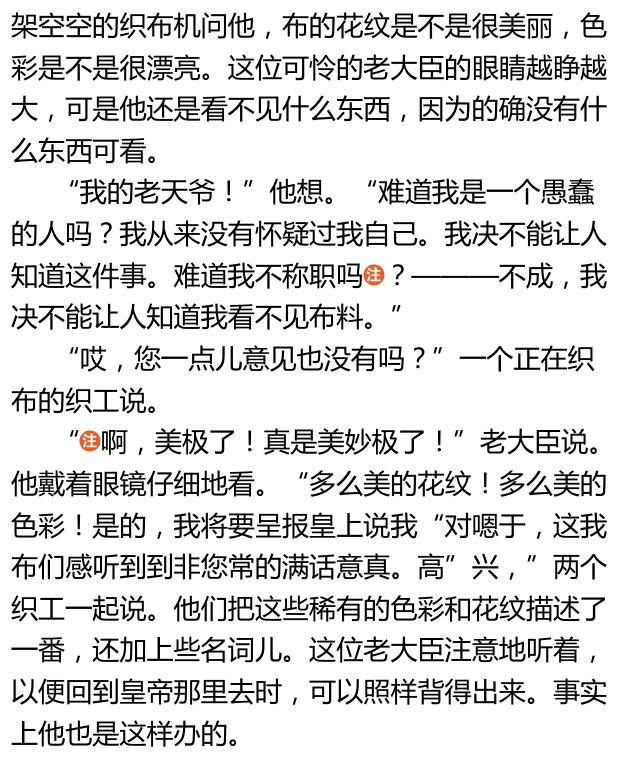 架空空的织布机问他，布的花纹是不是很美丽，色
彩是不是很漂亮。这位可怜的老大臣的眼睛越睁越
大，可是他还是看不见什么东西，因为的确没有什
么东西可看。
“我的老天爷！”他想。“难道我是一个愚蠢
的人吗？我从来没有怀疑过我自己。我决不能让人
知道这件事。难道我不称职吗注？———不成，我
决不能让人知道我看不见布料。”
“哎，您一点儿意见也没有吗？”一个正在织
布的织工说。
“注啊，美极了！真是美妙极了！”老大臣说。
他戴着眼镜仔细地看。“多么美的花纹！多么美的
色彩！是的，我将要呈报皇上说我“对嗯于，这我
布们感听到到非您常的满话意真。高”兴，”两个
织工一起说。他们把这些稀有的色彩和花纹描述了
一番，还加上些名词儿。这位老大臣注意地听着，
以便回到皇帝那里去时，可以照样背得出来。事实
上他也是这样办的。